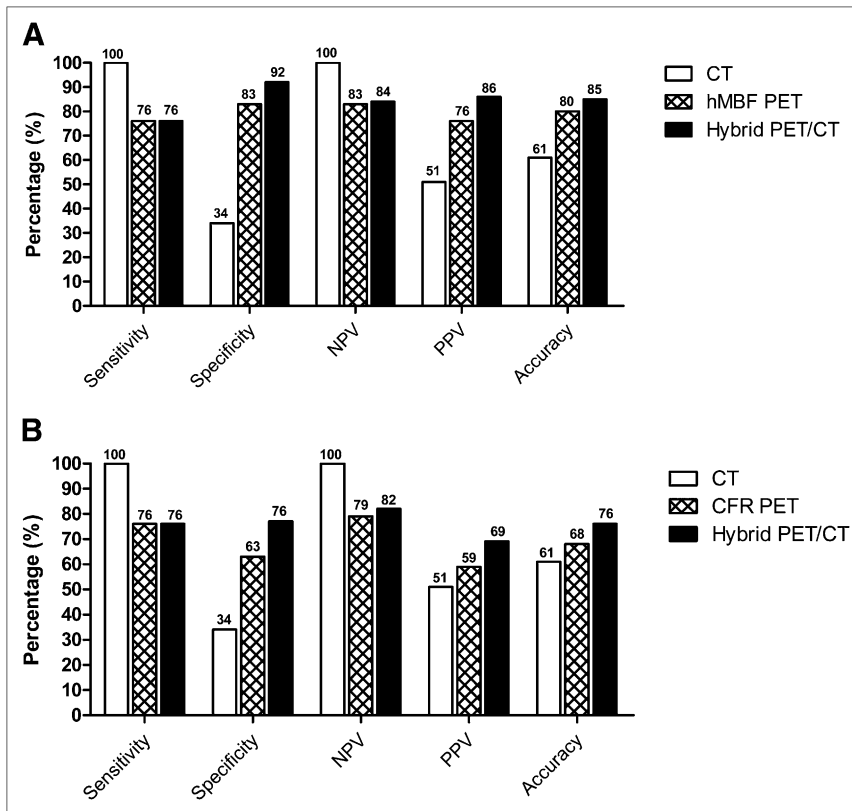 A
100
100
92
83
83
84
86
85
76
76
76
80
61
51
34
Percentage (%)
100
90
80
70
60
50
40
30
20
10
0
Sensitivity
Specificity
NPV
PPV
Accuracy
CT
hMBF PET
Hybrid PET/CT
B
100
100
76
76
63
76
79
82
69
76
68
59
61
51
34
Percentage (%)
100
90
80
70
60
50
40
30
20
10
0
Sensitivity
Specificity
NPV
PPV
Accuracy
CT
CFR PET
Hybrid PET/CT